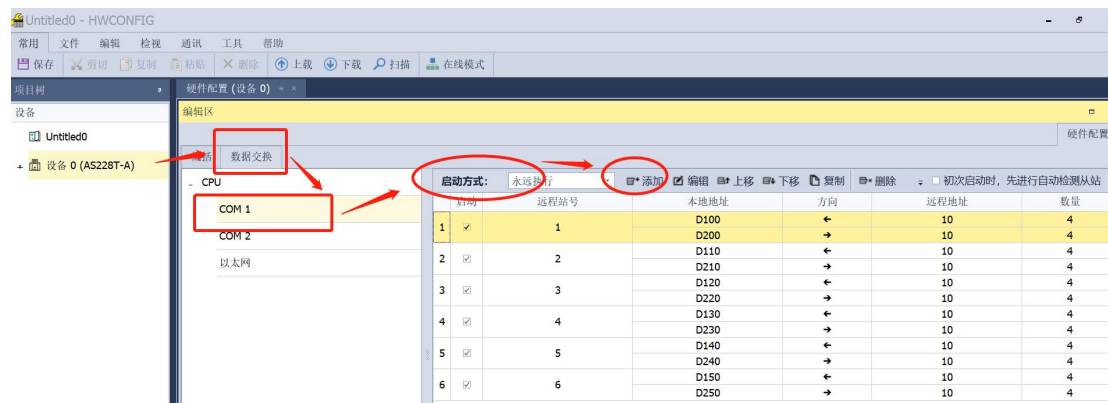 Untitled0 - HWCONFIG
常用 文件 编辑 检视 通讯 工具 帮助
保存 剪切 复制 粘贴 删除 上载 下载 扫描 在线模式
项目树 硬件配置 (设备 0)
设备 编辑区
Untitled0 硬件配置
设备 0 (AS228T-A) 数据交换
CPU 启动方式: 永远执行 添加 编辑 上移 下移 复制 删除 初次启动时, 先进行自动检测从站
COM 1 启动 远程站号 本地地址 方向 远程地址 数量
1 1 D100 ← 10 4
D200 → 10 4
COM 2
2 2 D110 ← 10 4
D210 → 10 4
以太网
3 3 D120 ← 10 4
D220 → 10 4
4 4 D130 ← 10 4
D230 → 10 4
5 5 D140 ← 10 4
D240 → 10 4
6 6 D150 ← 10 4
D250 → 10 4